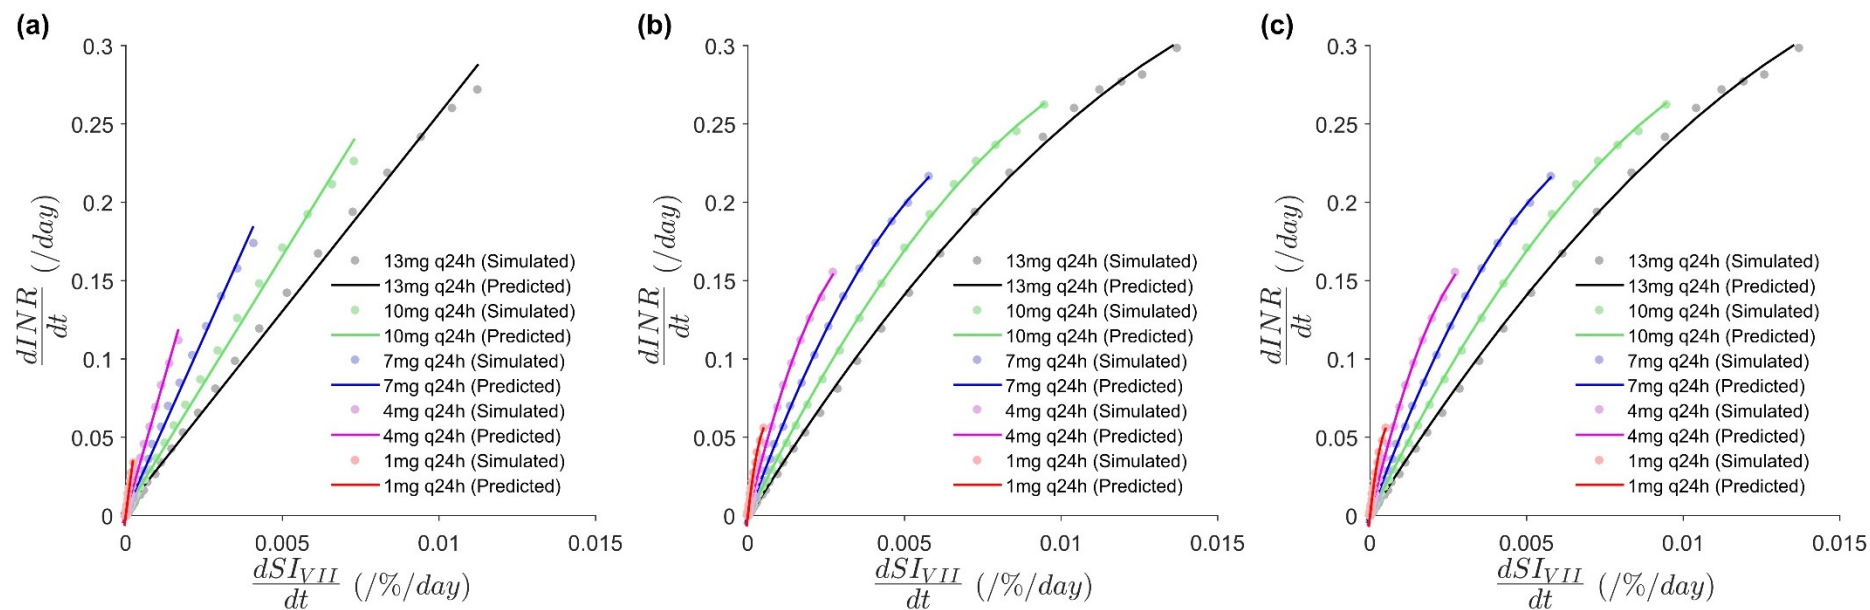 (a)
0.3
0.25
0.2
0.15
0.1
0.05
0
dINR/dt (/day)
13mg q24h (Simulated)
13mg q24h (Predicted)
10mg q24h (Simulated)
10mg q24h (Predicted)
7mg q24h (Simulated)
7mg q24h (Predicted)
4mg q24h (Simulated)
4mg q24h (Predicted)
1mg q24h (Simulated)
1mg q24h (Predicted)
0 0.005 0.01 0.015
dSI_VII/dt (/%/day)
(b)
0.3
0.25
0.2
0.15
0.1
0.05
0
dINR/dt (/day)
13mg q24h (Simulated)
13mg q24h (Predicted)
10mg q24h (Simulated)
10mg q24h (Predicted)
7mg q24h (Simulated)
7mg q24h (Predicted)
4mg q24h (Simulated)
4mg q24h (Predicted)
1mg q24h (Simulated)
1mg q24h (Predicted)
0 0.005 0.01 0.015
dSI_VII/dt (/%/day)
(c)
0.3
0.25
0.2
0.15
0.1
0.05
0
dINR/dt (/day)
13mg q24h (Simulated)
13mg q24h (Predicted)
10mg q24h (Simulated)
10mg q24h (Predicted)
7mg q24h (Simulated)
7mg q24h (Predicted)
4mg q24h (Simulated)
4mg q24h (Predicted)
1mg q24h (Simulated)
1mg q24h (Predicted)
0 0.005 0.01 0.015
dSI_VII/dt (/%/day)